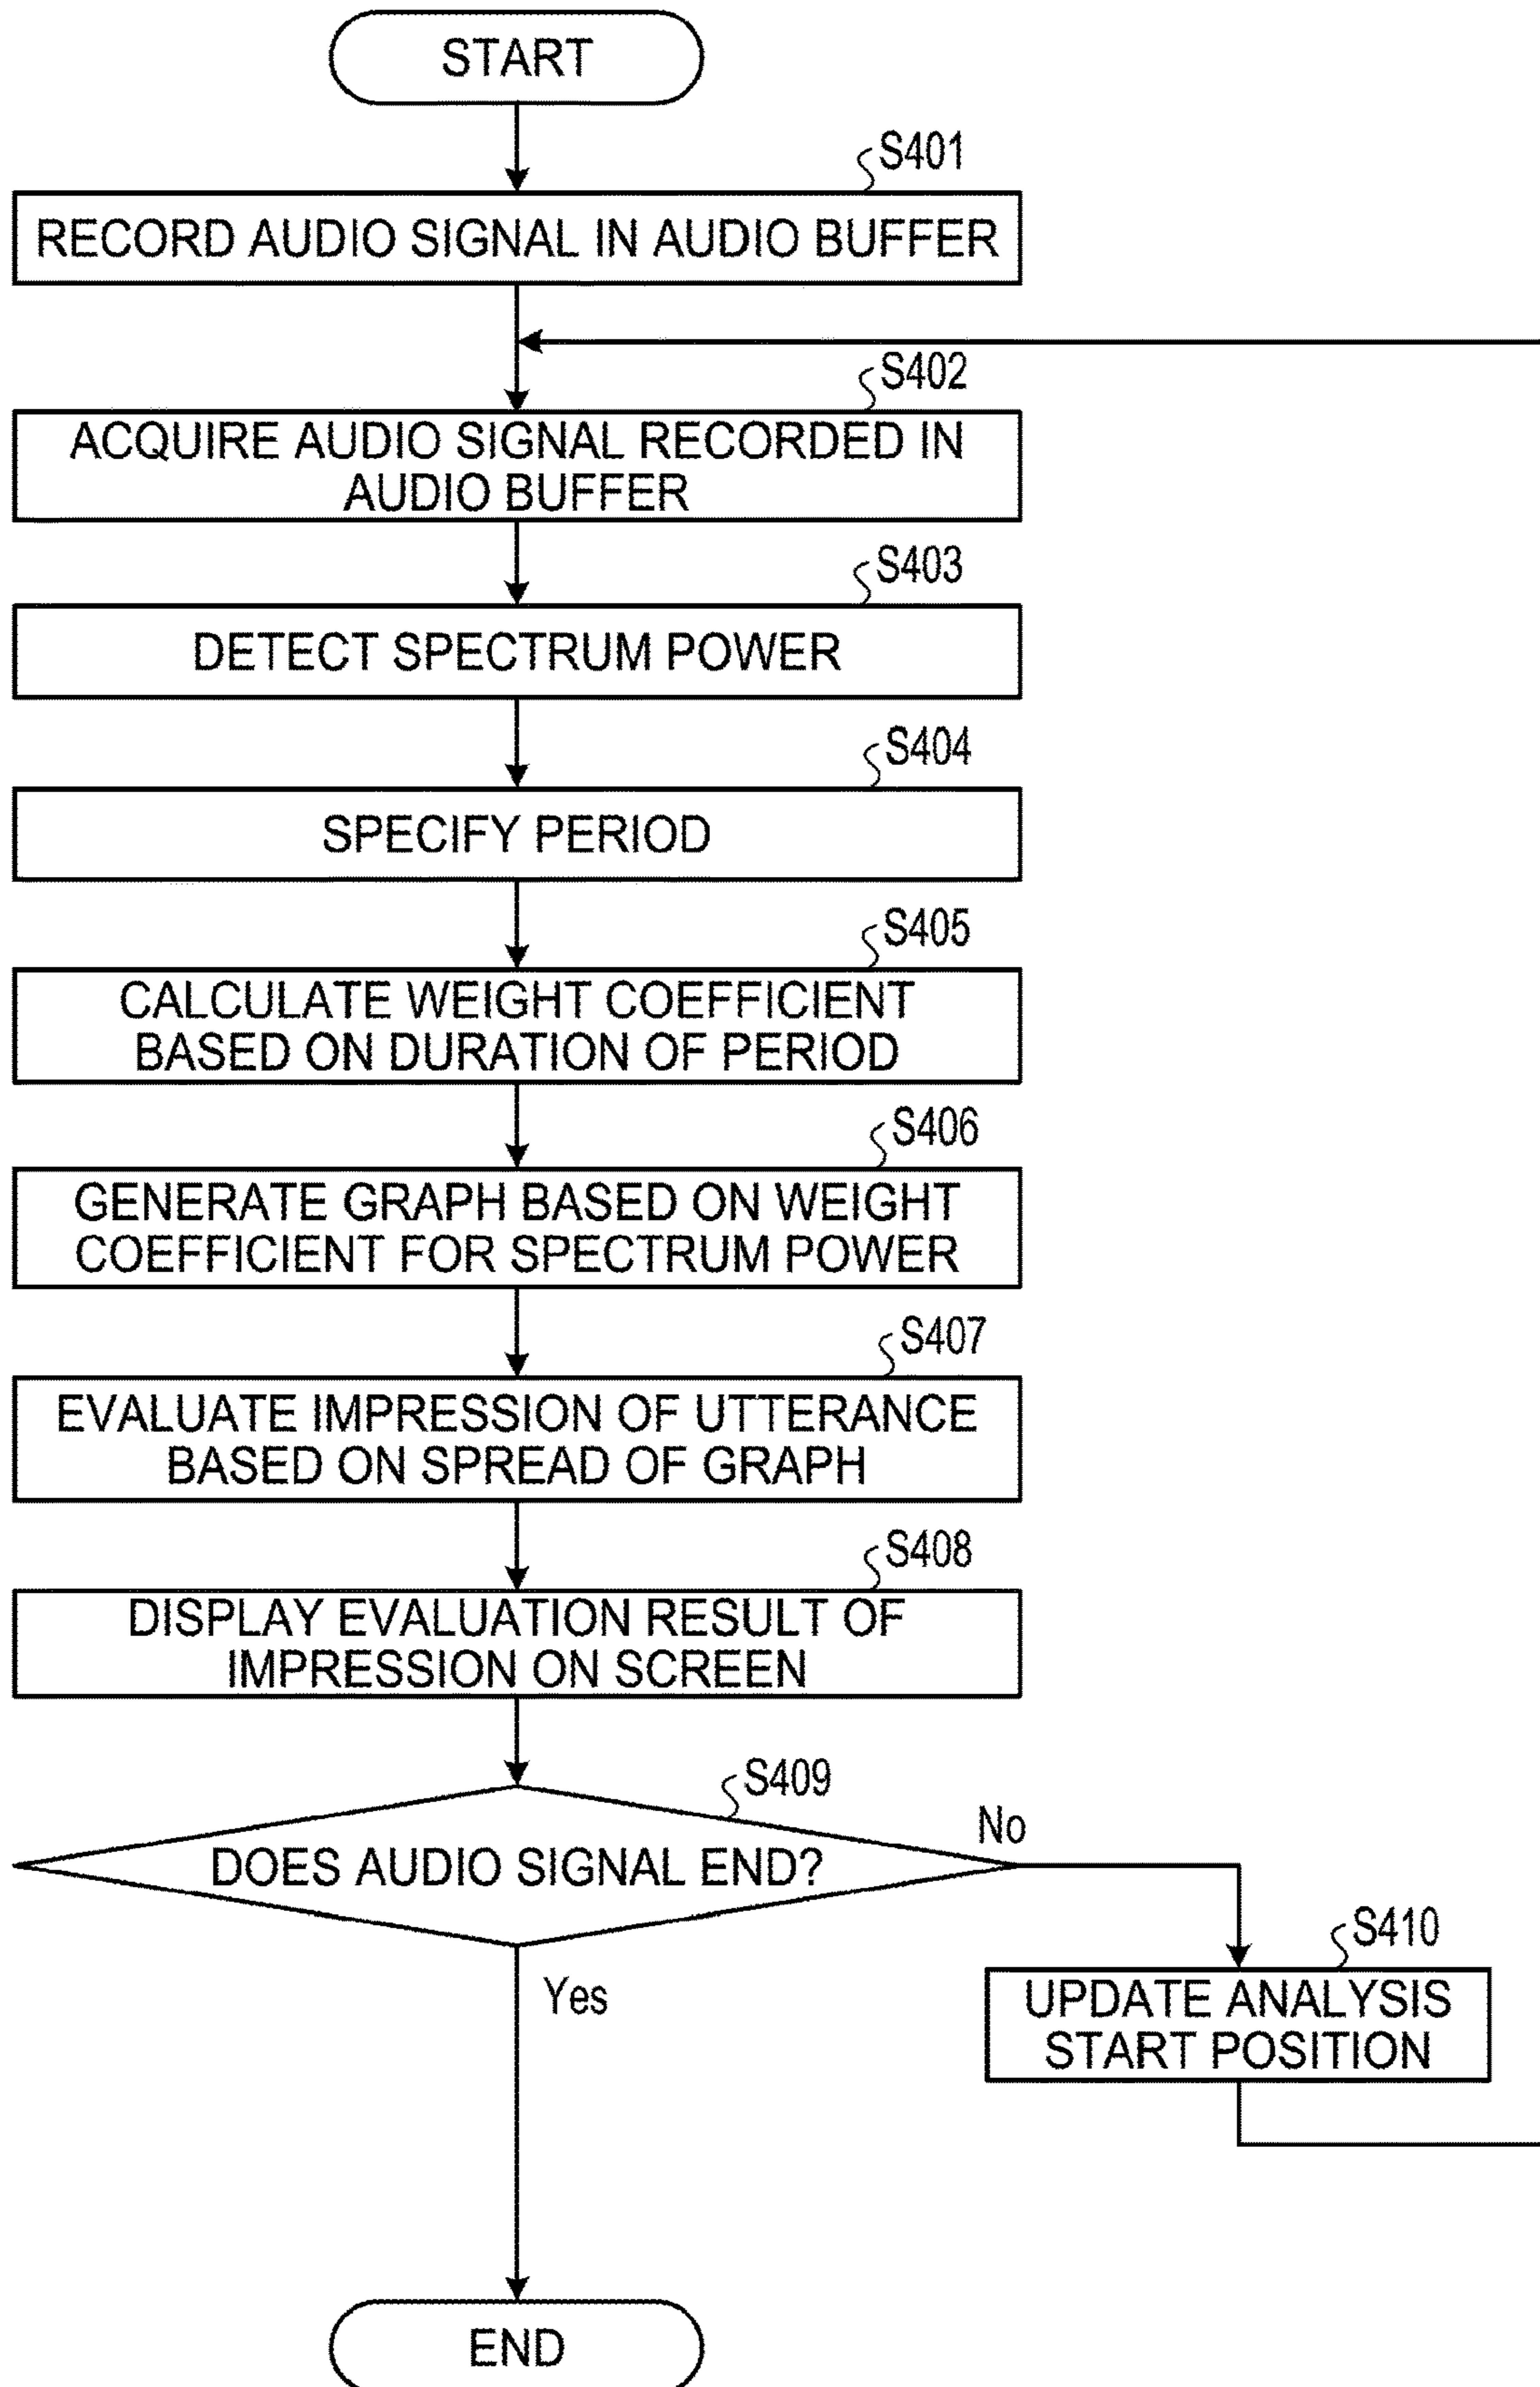 START
S401
RECORD AUDIO SIGNAL IN AUDIO BUFFER
S402
ACQUIRE AUDIO SIGNAL RECORDED IN
AUDIO BUFFER
S403
DETECT SPECTRUM POWER
S404
SPECIFY PERIOD
S405
CALCULATE WEIGHT COEFFICIENT
BASED ON DURATION OF PERIOD
S406
GENERATE GRAPH BASED ON WEIGHT
COEFFICIENT FOR SPECTRUM POWER
S407
EVALUATE IMPRESSION OF UTTERANCE
BASED ON SPREAD OF GRAPH
S408
DISPLAY EVALUATION RESULT OF
IMPRESSION ON SCREEN
S409
DOES AUDIO SIGNAL END?
No
S410
UPDATE ANALYSIS
START POSITION
Yes
END